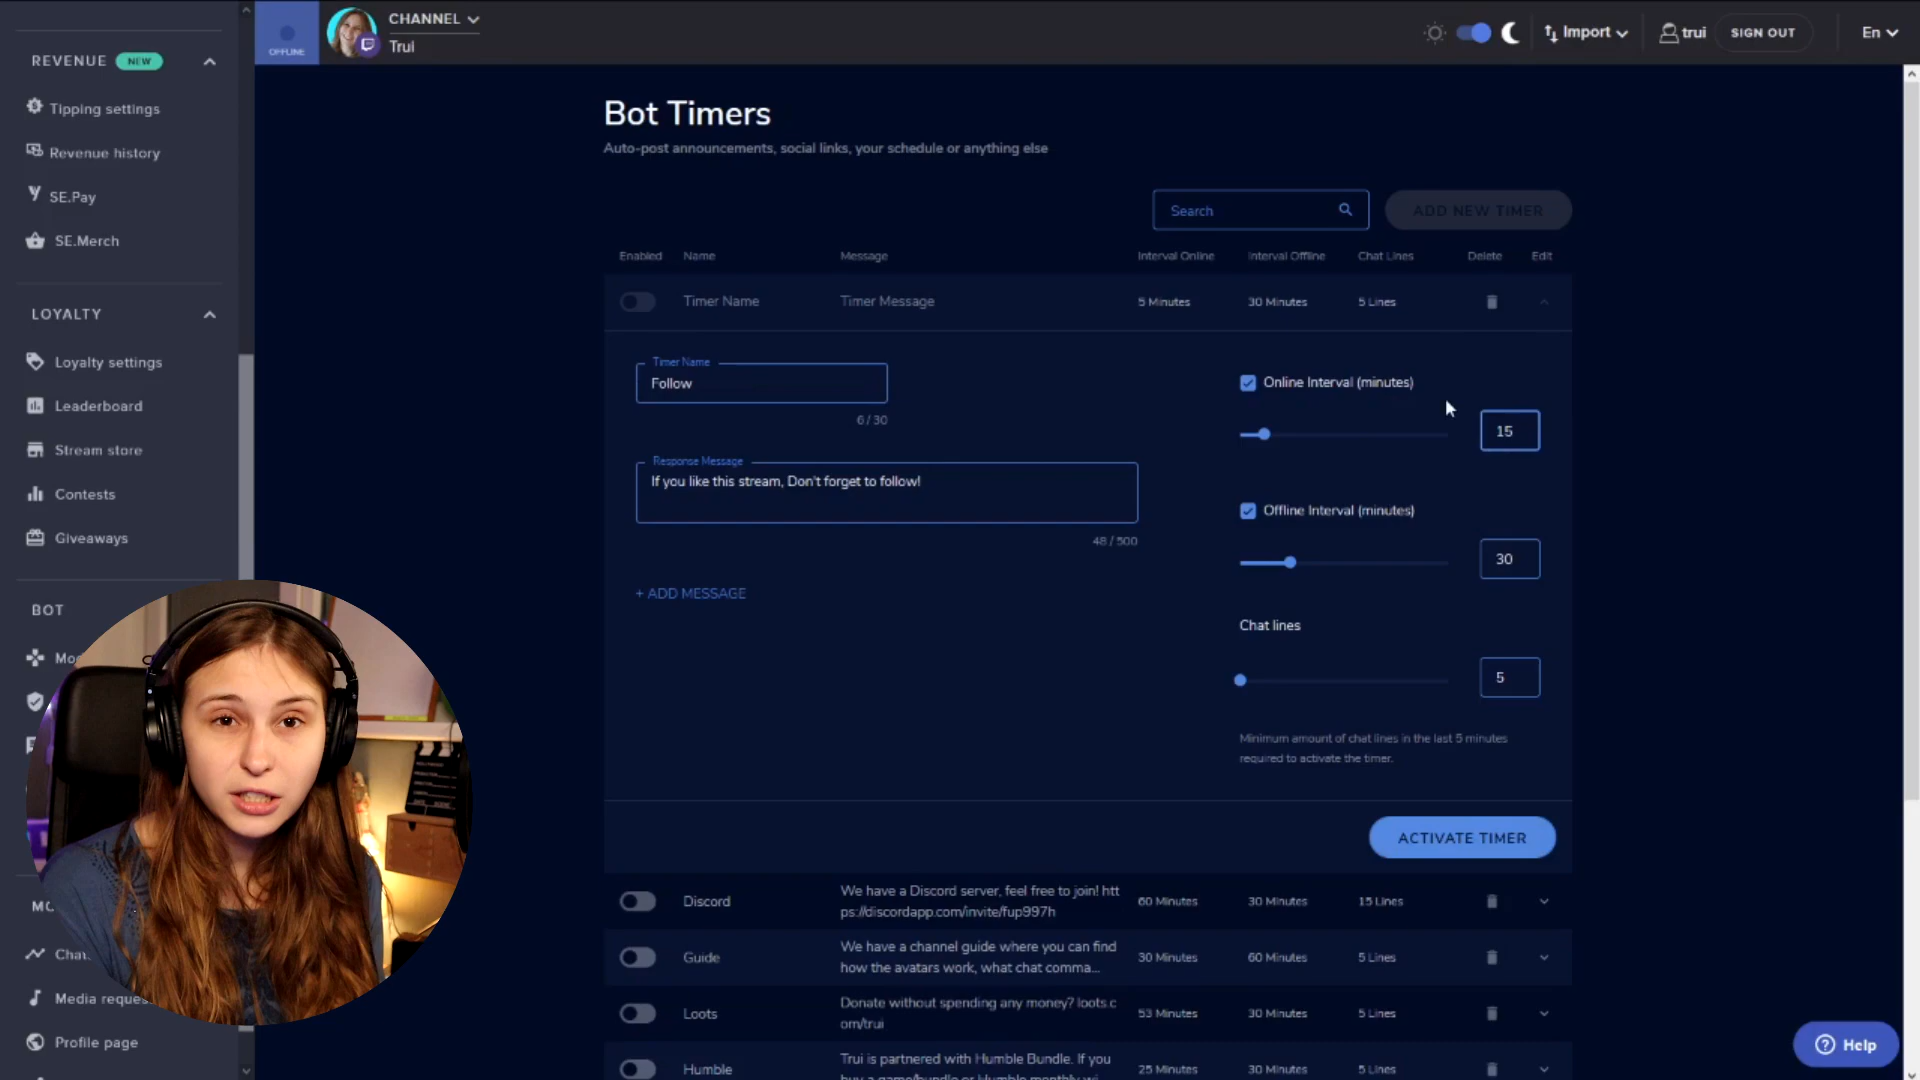 REVENUE NEW
Tipping settings
Revenue history
SE.Pay
SE.Merch
LOYALTY
Loyalty settings
Leaderboard
Stream store
Contests
Giveaways
BOT
Media reques
Profile page
OFFLINE
CHANNEL
Trui
Import
trui
SIGN OUT
En
Bot Timers
Auto-post announcements, social links, your schedule or anything else
Search
ADD NEW TIMER
Enabled Name Message Interval Online Interval Offline Chat Lines Delete Edit
Timer Name Timer Message 5 Minutes 30 Minutes 5 Lines
Timer Name
Follow
6 / 30
Response Message
If you like this stream, Don't forget to follow!
48 / 500
+ ADD MESSAGE
Online Interval (minutes)
15
Offline Interval (minutes)
30
Chat lines
5
Minimum amount of chat lines in the last 5 minutes
required to activate the timer.
ACTIVATE TIMER
Discord We have a Discord server, feel free to join! htt
ps://discordapp.com/invite/fup997h 60 Minutes 30 Minutes 15 Lines
Guide We have a channel guide where you can find
how the avatars work, what chat comma... 30 Minutes 60 Minutes 5 Lines
Loots Donate without spending any money? loots.c
om/trui 53 Minutes 30 Minutes 5 Lines
Humble Trui is partnered with Humble Bundle. If you
25 Minutes 30 Minutes 5 Lines
Help